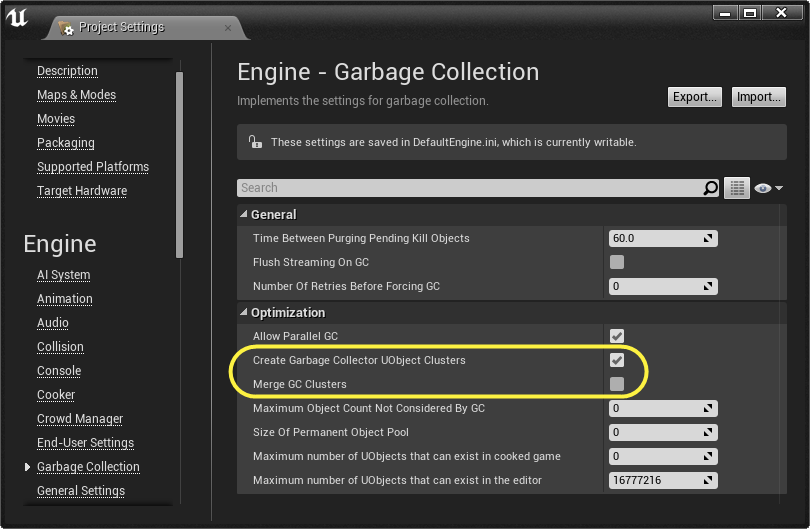 Project Settings
Description
Maps & Modes
Movies
Packaging
Supported Platforms
Target Hardware
Engine
AI System
Animation
Audio
Collision
Console
Cooker
Crowd Manager
End-User Settings
Garbage Collection
General Settings
Engine - Garbage Collection
Implements the settings for garbage collection.
Export...
Import...
These settings are saved in DefaultEngine.ini, which is currently writable.
Search
General
Time Between Purging Pending Kill Objects 60.0
Flush Streaming On GC
Number Of Retries Before Forcing GC 0
Optimization
Allow Parallel GC
Create Garbage Collector UObject Clusters
Merge GC Clusters
Maximum Object Count Not Considered By GC 0
Size Of Permanent Object Pool 0
Maximum number of UObjects that can exist in cooked game 0
Maximum number of UObjects that can exist in the editor 16777216